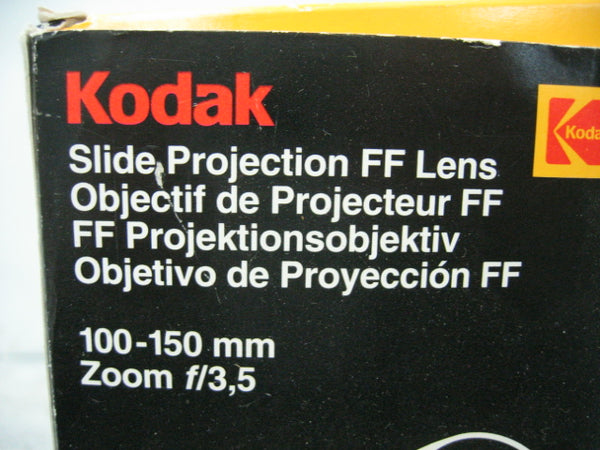 Kodak
Kodak
Slide Projection FF Lens
Objectif de Projecteur FF
FF Projektionsobjektiv
Objetivo de Proyección FF
100-150 mm
Zoom f/3,5